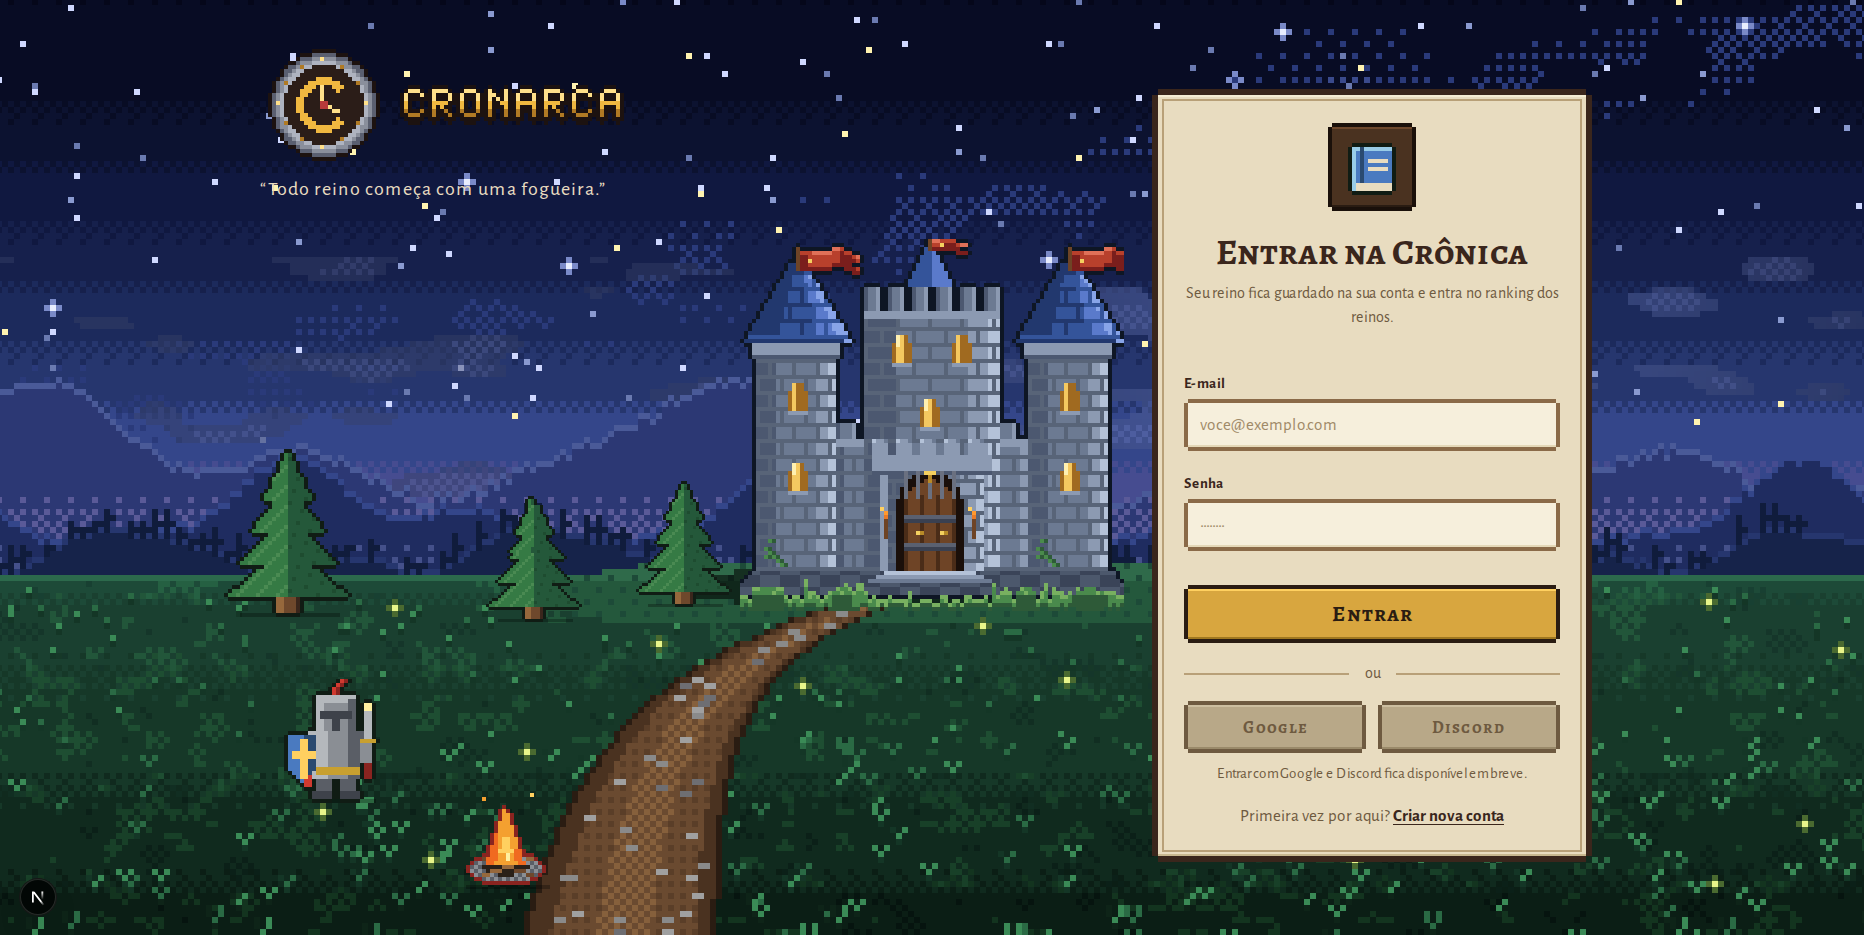 CRONARCA
“Todo reino começa com uma fogueira.”
Entrar na Crônica
Seu reino fica guardado na sua conta e entra no ranking dos
reinos.
E-mail
voce@exemplo.com
Senha
Entrar
ou
Google
Discord
Entrar com Google e Discord fica disponível em breve.
Primeira vez por aqui? Criar nova conta
N